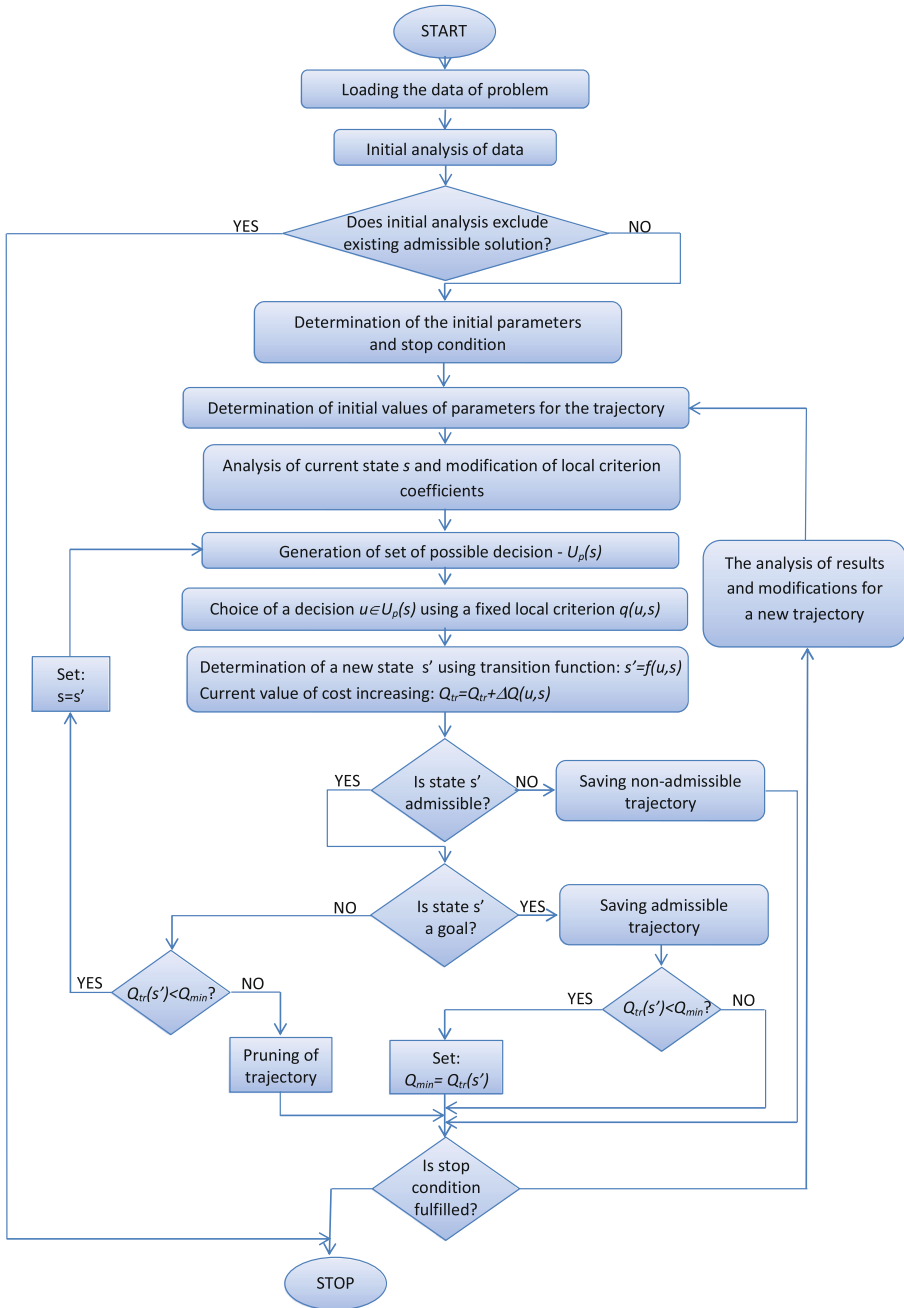 START
Loading the data of problem
Initial analysis of data
Does initial analysis exclude
existing admissible solution?
YES
NO
Determination of the initial parameters
and stop condition
Determination of initial values of parameters for the trajectory
Analysis of current state s and modification of local criterion
coefficients
Generation of set of possible decision - Uₚ(s)
The analysis of results
and modifications for
a new trajectory
Choice of a decision u∈Uₚ(s) using a fixed local criterion q(u,s)
Set:
s=s’
Determination of a new state s’ using transition function: s’=f(u,s)
Current value of cost increasing: Qtr=Qtr+ΔQ(u,s)
YES
Is state s’
admissible?
NO
Saving non-admissible
trajectory
NO
Is state s’
a goal?
YES
Saving admissible
trajectory
YES
Qtr(s’)<Qmin?
NO
YES
Qtr(s’)<Qmin?
NO
Pruning of
trajectory
Set:
Qmin= Qtr(s’)
Is stop
condition
fulfilled?
STOP